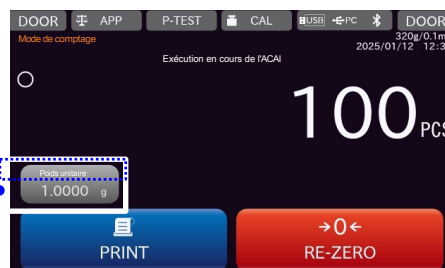 DOOR APP P-TEST CAL USB PC DOOR
Mode de comptage
320g/0.1m
2025/01/12 12:3
Exécution en cours de l'ACAI
100 PCS
Poids unitaire
1.0000 g
PRINT
→0←
RE-ZERO